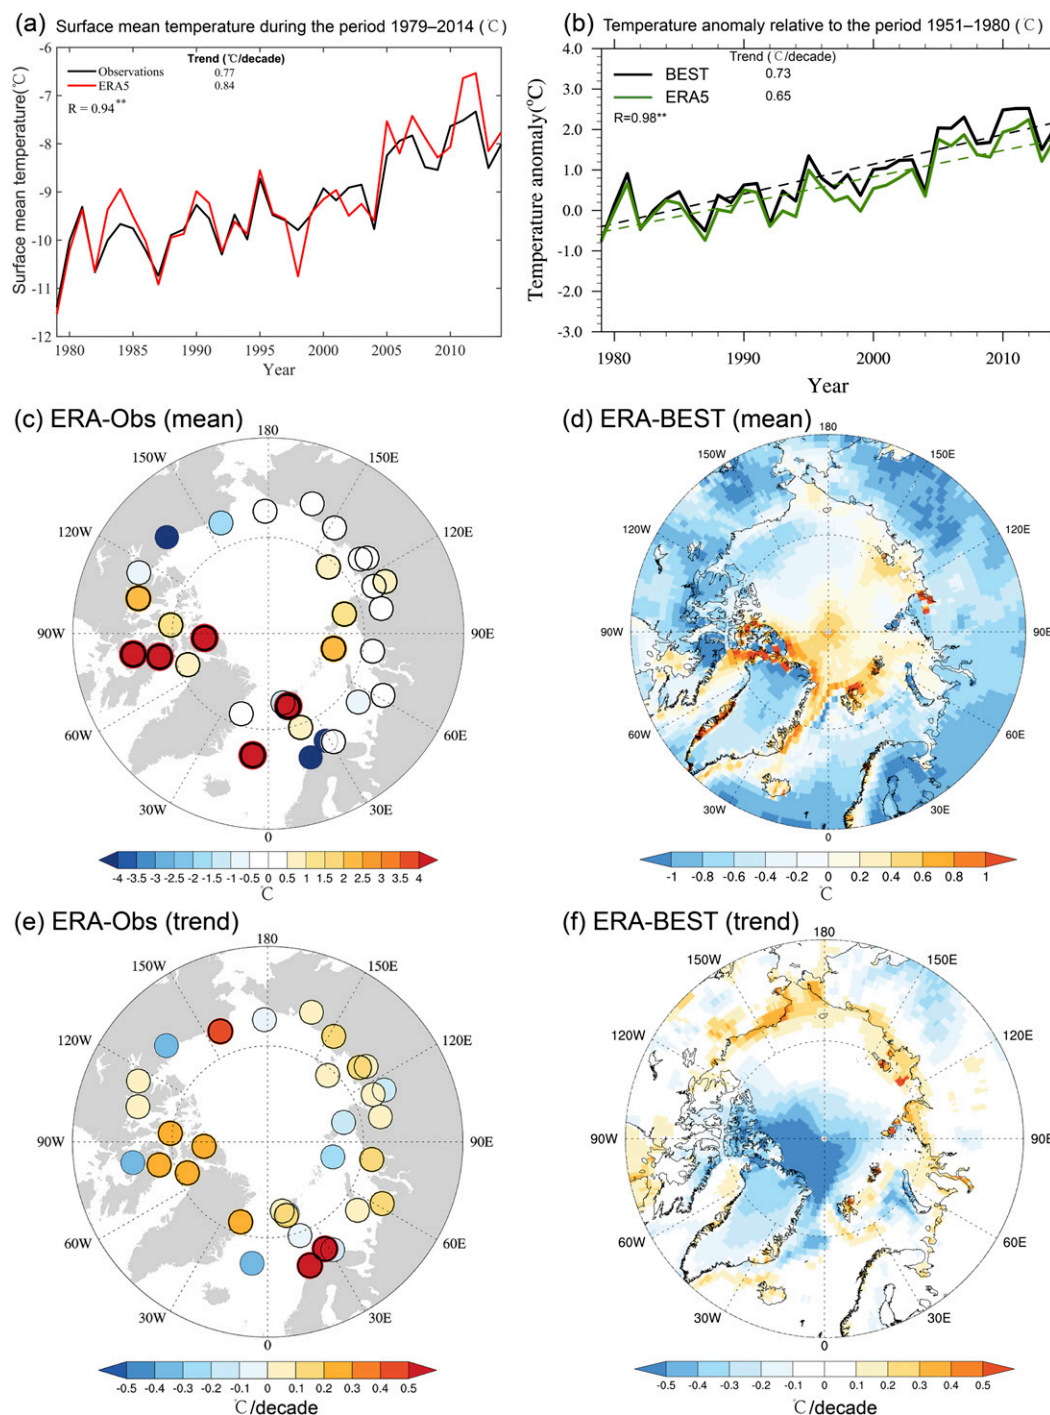 (a) Surface mean temperature during the period 1979–2014 (℃)
Trend (℃/decade)
Observations 0.77
ERA5 0.84
R = 0.94**
Surface mean temperature(℃)
-6
-7
-8
-9
-10
-11
-12
1980 1985 1990 1995 2000 2005 2010
Year
(b) Temperature anomaly relative to the period 1951–1980 (℃)
Trend (℃/decade)
BEST 0.73
ERA5 0.65
R=0.98**
Temperature anomaly(°C)
4.0
3.0
2.0
1.0
0.0
-1.0
-2.0
-3.0
1980 1990 2000 2010
Year
(c) ERA-Obs (mean)
180
150W 150E
120W 120E
90W 90E
60W 60E
30W 30E
0
-4 -3.5 -3 -2.5 -2 -1.5 -1 -0.5 0 0.5 1 1.5 2 2.5 3 3.5 4
℃
(d) ERA-BEST (mean)
180
150W 150E
120W 120E
90W 90E
60W 60E
30W 30E
0
-1 -0.8 -0.6 -0.4 -0.2 0 0.2 0.4 0.6 0.8 1
℃
(e) ERA-Obs (trend)
180
150W 150E
120W 120E
90W 90E
60W 60E
30W 30E
0
-0.5 -0.4 -0.3 -0.2 -0.1 0 0.1 0.2 0.3 0.4 0.5
℃/decade
(f) ERA-BEST (trend)
180
150W 150E
120W 120E
90W 90E
60W 60E
30W 30E
0
-0.5 -0.4 -0.3 -0.2 -0.1 0 0.1 0.2 0.3 0.4 0.5
℃/decade